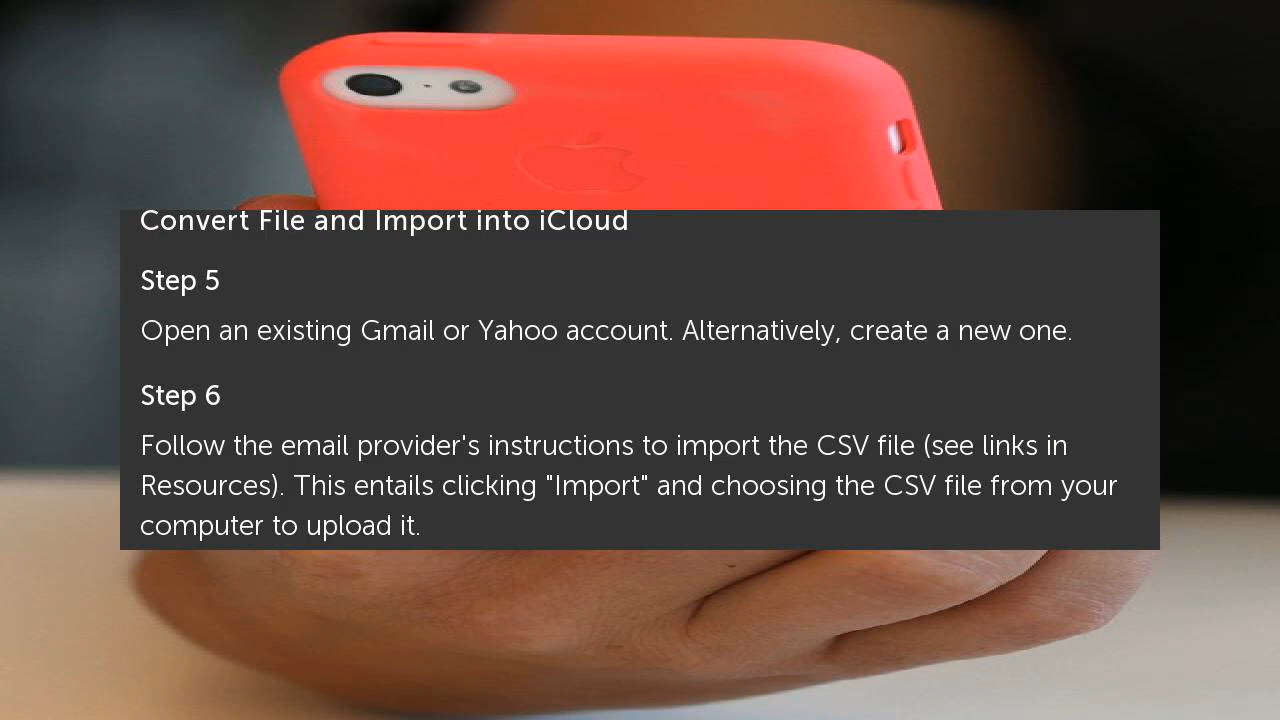 Convert File and Import into iCloud
Step 5
Open an existing Gmail or Yahoo account. Alternatively, create a new one.
Step 6
Follow the email provider's instructions to import the CSV file (see links in
Resources). This entails clicking "Import" and choosing the CSV file from your
computer to upload it.